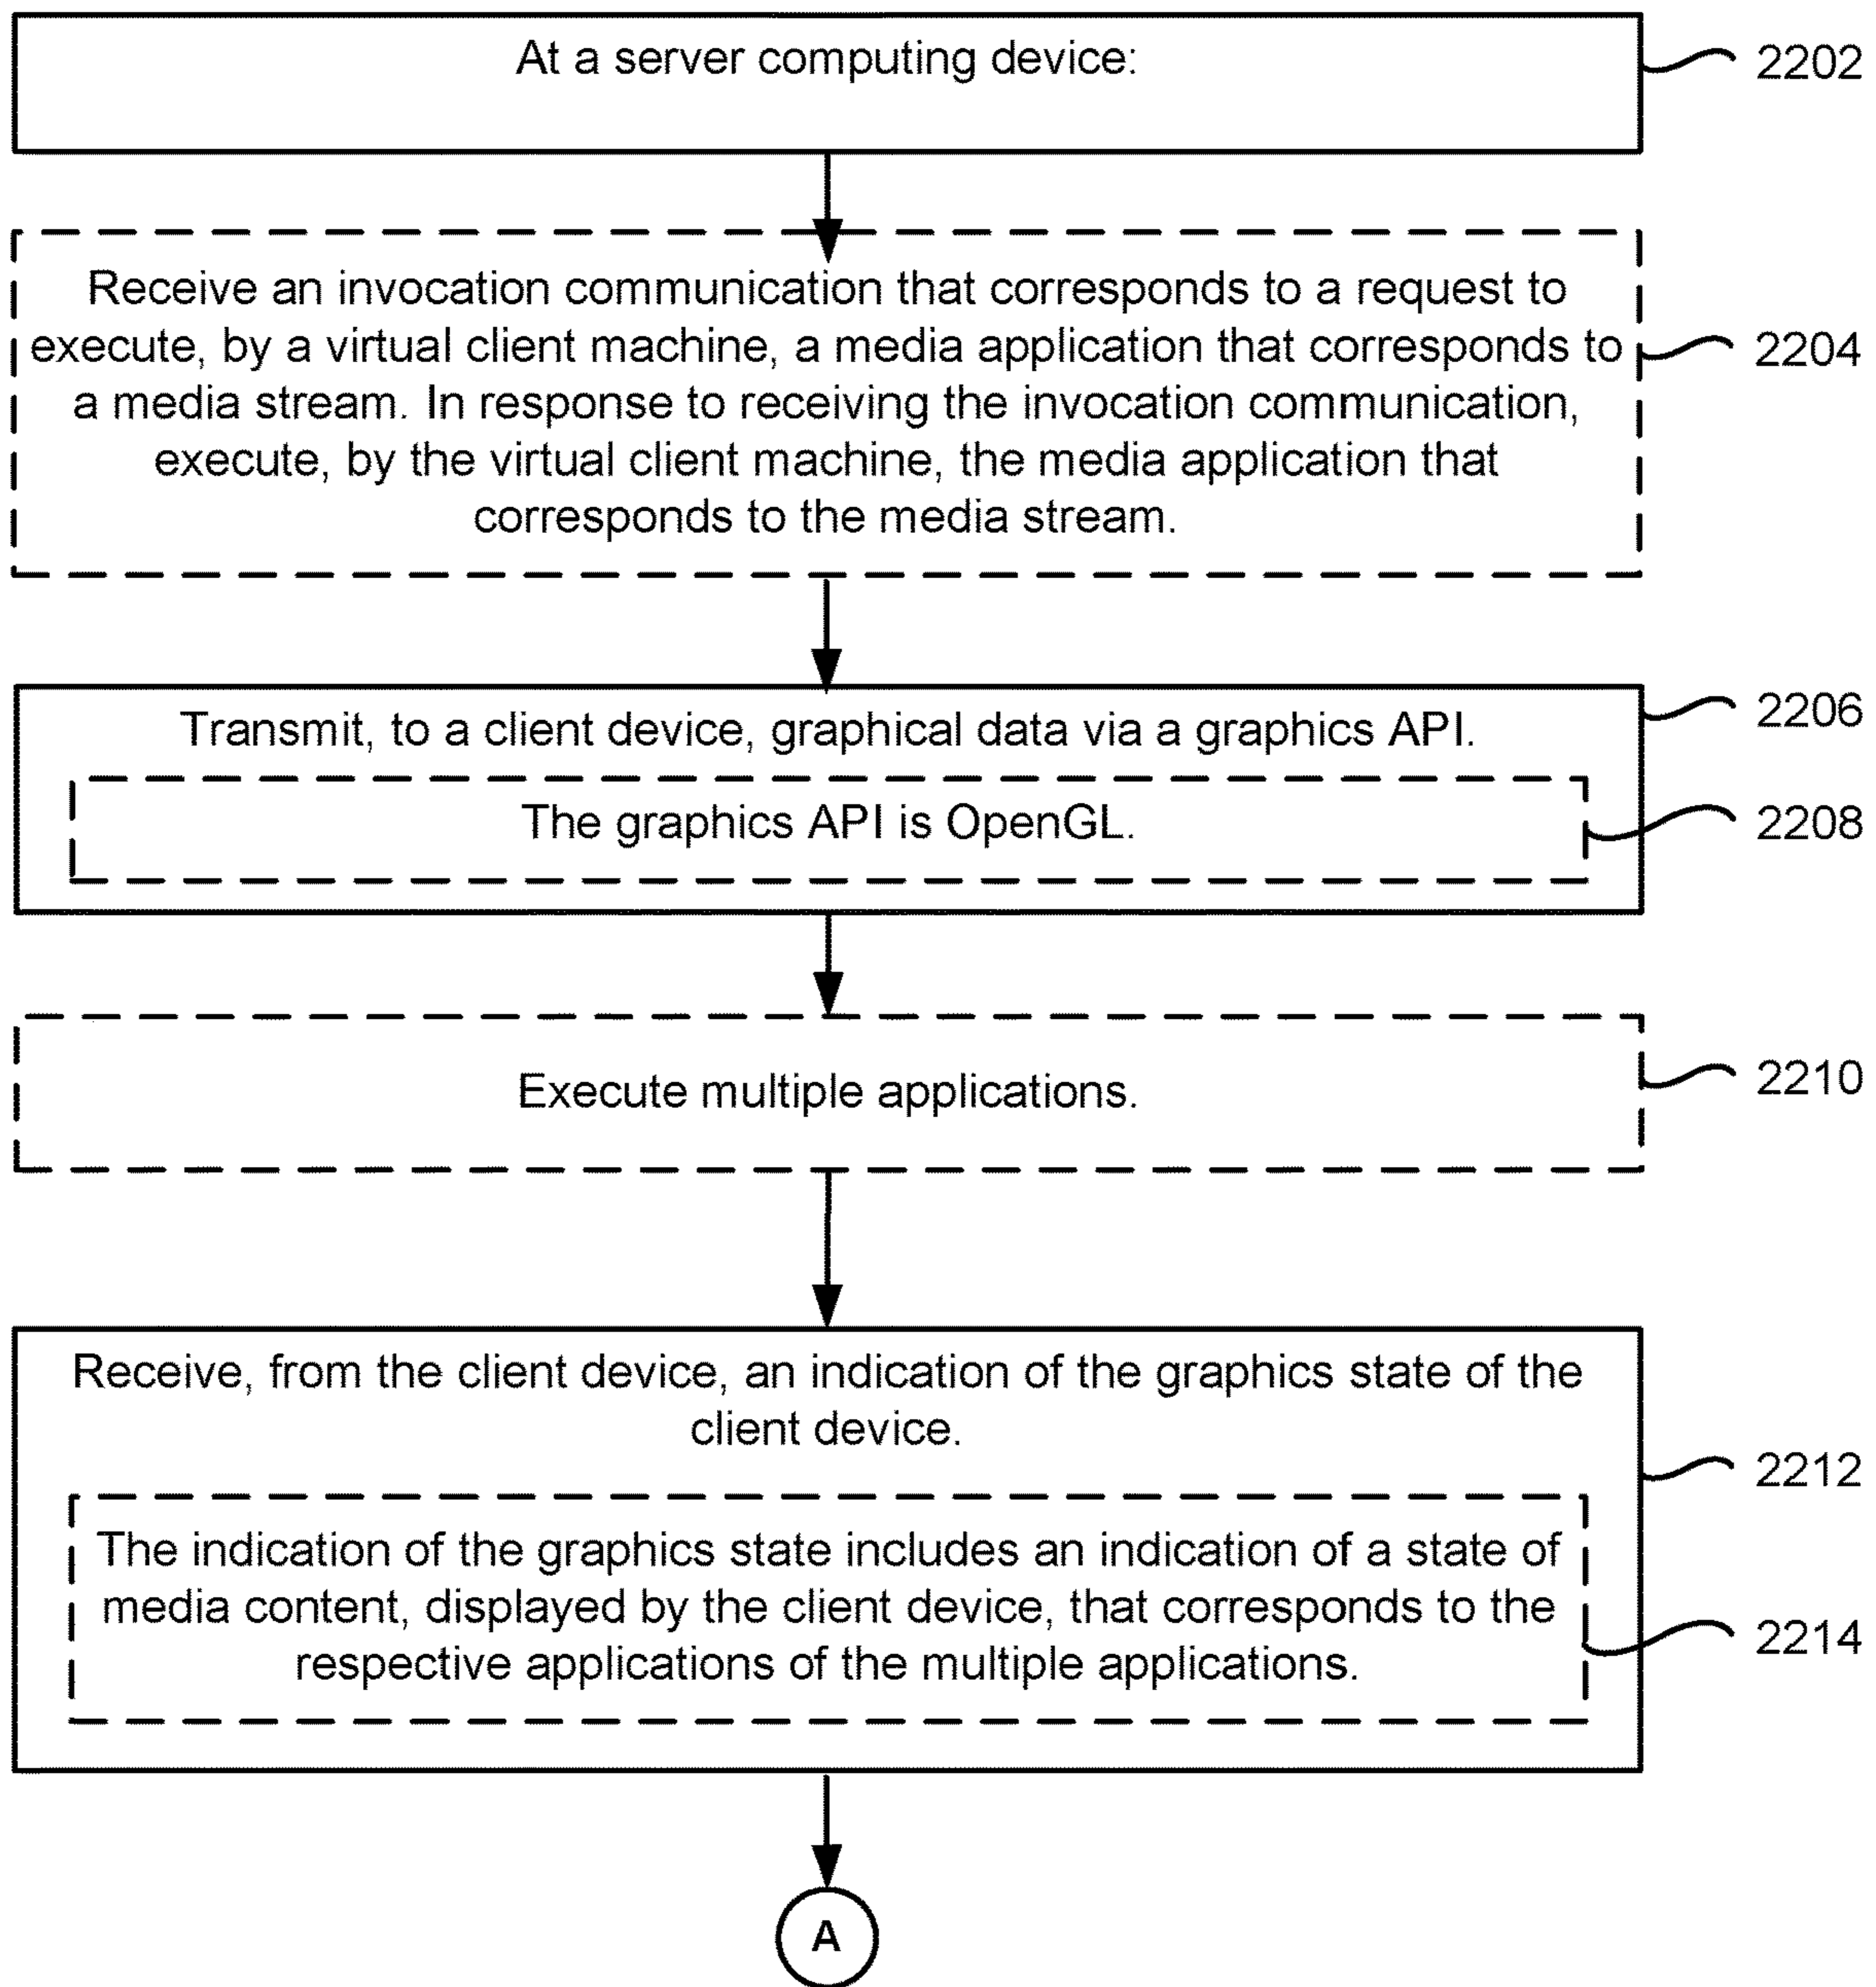 At a server computing device:
2202
Receive an invocation communication that corresponds to a request to
execute, by a virtual client machine, a media application that corresponds to
a media stream. In response to receiving the invocation communication,
execute, by the virtual client machine, the media application that
corresponds to the media stream.
2204
Transmit, to a client device, graphical data via a graphics API.
2206
The graphics API is OpenGL.
2208
Execute multiple applications.
2210
Receive, from the client device, an indication of the graphics state of the
client device.
2212
The indication of the graphics state includes an indication of a state of
media content, displayed by the client device, that corresponds to the
respective applications of the multiple applications.
2214
A